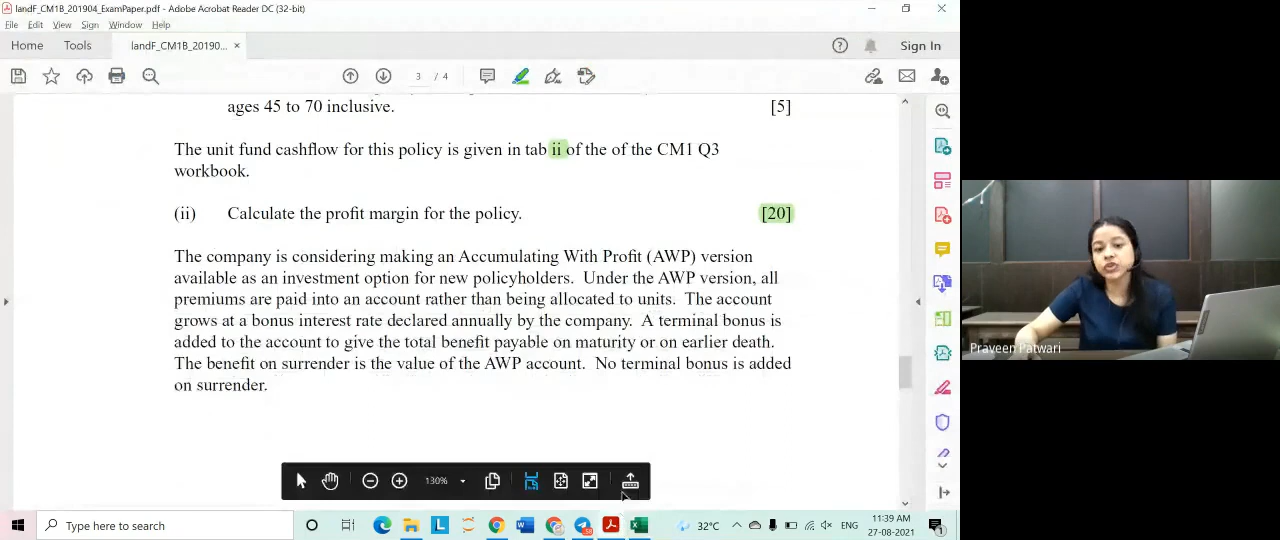 landF_CM1B_201904_ExamPaper.pdf - Adobe Acrobat Reader DC (32-bit)
File Edit View Sign Window Help
Home Tools landF_CM1B_20190... × Sign In
3 / 4
ages 45 to 70 inclusive. [5]
The unit fund cashflow for this policy is given in tab ii of the of the CM1 Q3
workbook.
(ii) Calculate the profit margin for the policy. [20]
The company is considering making an Accumulating With Profit (AWP) version
available as an investment option for new policyholders. Under the AWP version, all
premiums are paid into an account rather than being allocated to units. The account
grows at a bonus interest rate declared annually by the company. A terminal bonus is
added to the account to give the total benefit payable on maturity or on earlier death.
The benefit on surrender is the value of the AWP account. No terminal bonus is added
on surrender.
Praveen Patwari
130%
Type here to search
32°C ENG
11:39 AM
27-08-2021